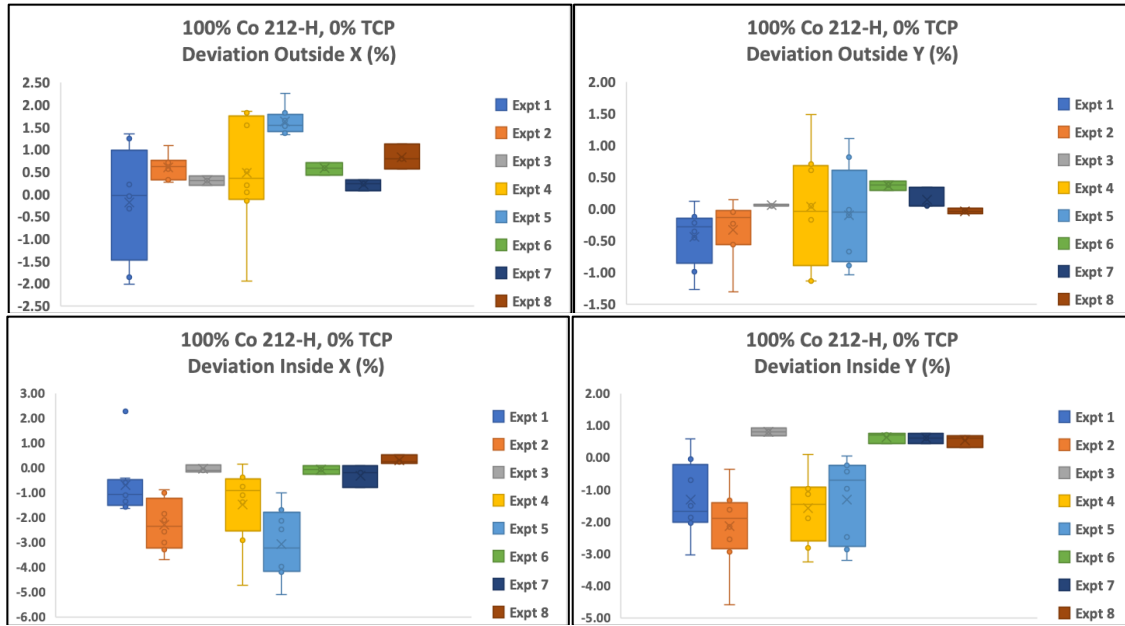 100% Co 212-H, 0% TCP
Deviation Outside X (%)
2.50
2.00
1.50
1.00
0.50
0.00
-0.50
-1.00
-1.50
-2.00
-2.50
Expt 1
Expt 2
Expt 3
Expt 4
Expt 5
Expt 6
Expt 7
Expt 8
100% Co 212-H, 0% TCP
Deviation Outside Y (%)
2.00
1.50
1.00
0.50
0.00
-0.50
-1.00
-1.50
Expt 1
Expt 2
Expt 3
Expt 4
Expt 5
Expt 6
Expt 7
Expt 8
100% Co 212-H, 0% TCP
Deviation Inside X (%)
3.00
2.00
1.00
0.00
-1.00
-2.00
-3.00
-4.00
-5.00
-6.00
Expt 1
Expt 2
Expt 3
Expt 4
Expt 5
Expt 6
Expt 7
Expt 8
100% Co 212-H, 0% TCP
Deviation Inside Y (%)
2.00
1.00
0.00
-1.00
-2.00
-3.00
-4.00
-5.00
Expt 1
Expt 2
Expt 3
Expt 4
Expt 5
Expt 6
Expt 7
Expt 8